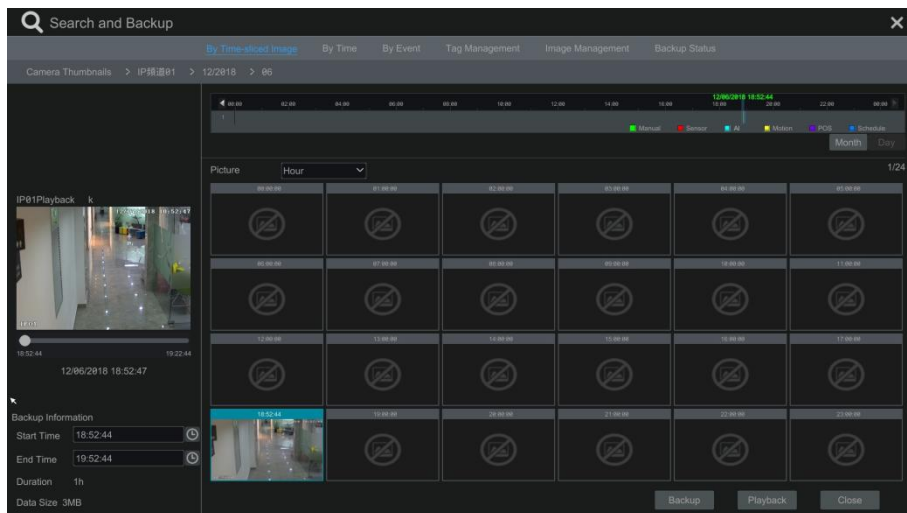 Search and Backup
By Time-sliced Image By Time By Event Tag Management Image Management Backup Status
Camera Thumbnails > IP頻道01 > 12/2018 > 06
12/06/2018 18:52:44
00:00 02:00 04:00 06:00 08:00 10:00 12:00 14:00 16:00 18:00 20:00 22:00 00:00
Manual Sensor AI Motion POS Schedule
Month Day
Picture Hour 1/24
00:00:00 01:00:00 02:00:00 03:00:00 04:00:00 05:00:00
IP01Playback k
12/06/2018 18:52:47
06:00:00 07:00:00 08:00:00 09:00:00 10:00:00 11:00:00
12:00:00 13:00:00 14:00:00 15:00:00 16:00:00 17:00:00
18:52:44 19:22:44
12/06/2018 18:52:47
18:52:44 19:00:00 20:00:00 21:00:00 22:00:00 23:00:00
Backup Information
Start Time 18:52:44
End Time 19:52:44
Duration 1h
Data Size 3MB
Backup Playback Close